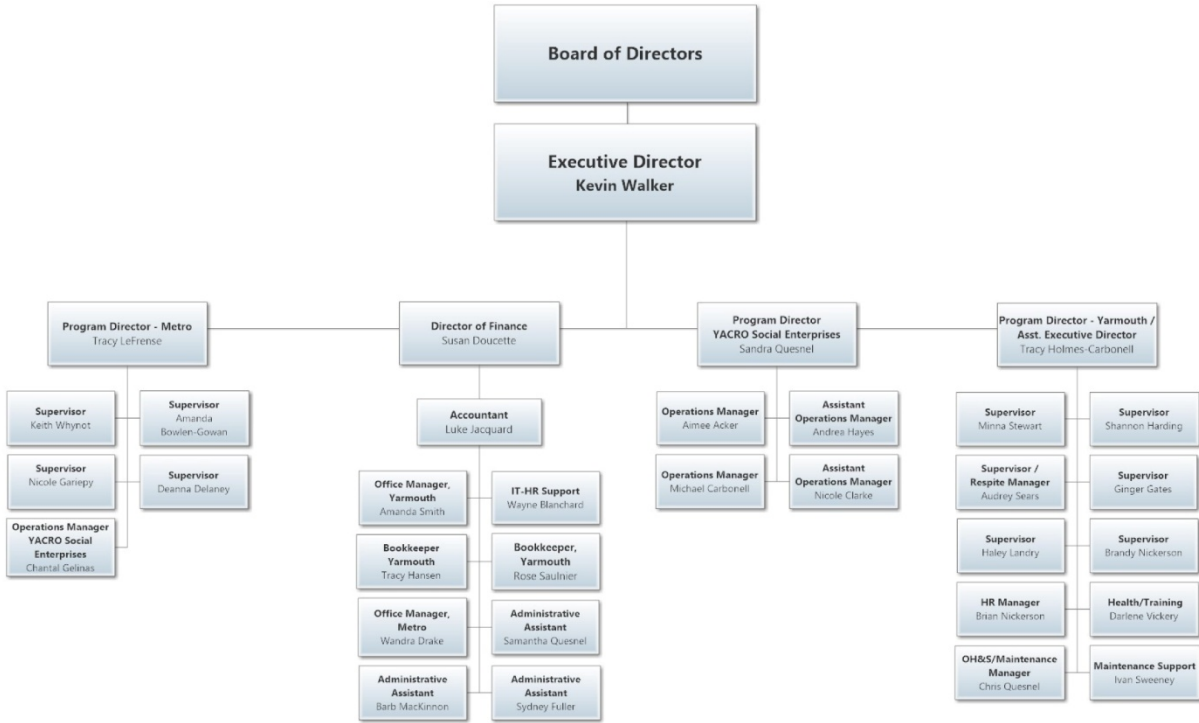 Board of Directors
Executive Director
Kevin Walker
Program Director - Metro
Tracy LeFrense
Director of Finance
Susan Doucette
Program Director
YACRO Social Enterprises
Sandra Quesnel
Program Director - Yarmouth /
Asst. Executive Director
Tracy Holmes-Carbonell
Supervisor
Keith Whynot
Supervisor
Amanda
Bowlen-Gowan
Supervisor
Nicole Gariepy
Supervisor
Deanna Delaney
Operations Manager
YACRO Social
Enterprises
Chantal Gelinas
Accountant
Luke Jacquard
Office Manager,
Yarmouth
Amanda Smith
IT-HR Support
Wayne Blanchard
Bookkeeper
Yarmouth
Tracy Hansen
Bookkeeper,
Yarmouth
Rose Saulnier
Office Manager,
Metro
Wandra Drake
Administrative
Assistant
Samantha Quesnel
Administrative
Assistant
Barb MacKinnon
Administrative
Assistant
Sydney Fuller
Operations Manager
Aimee Acker
Assistant
Operations Manager
Andrea Hayes
Operations Manager
Michael Carbonell
Assistant
Operations Manager
Nicole Clarke
Supervisor
Minna Stewart
Supervisor
Shannon Harding
Supervisor /
Respite Manager
Audrey Sears
Supervisor
Ginger Gates
Supervisor
Haley Landry
Supervisor
Brandy Nickerson
HR Manager
Brian Nickerson
Health/Training
Darlene Vickery
OH&S/Maintenance
Manager
Chris Quesnel
Maintenance Support
Ivan Sweeney